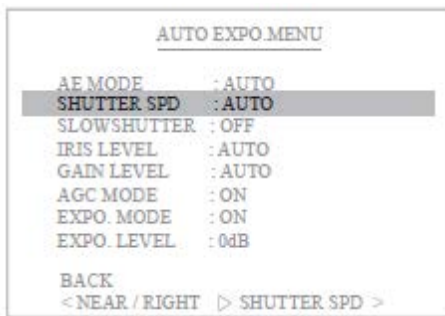 AUTO EXPO.MENU
AE MODE : AUTO
SHUTTER SPD : AUTO
SLOWSHUTTER : OFF
IRIS LEVEL : AUTO
GAIN LEVEL : AUTO
AGC MODE : ON
EXPO. MODE : ON
EXPO. LEVEL : 0dB
BACK
< NEAR / RIGHT ▷ SHUTTER SPD >